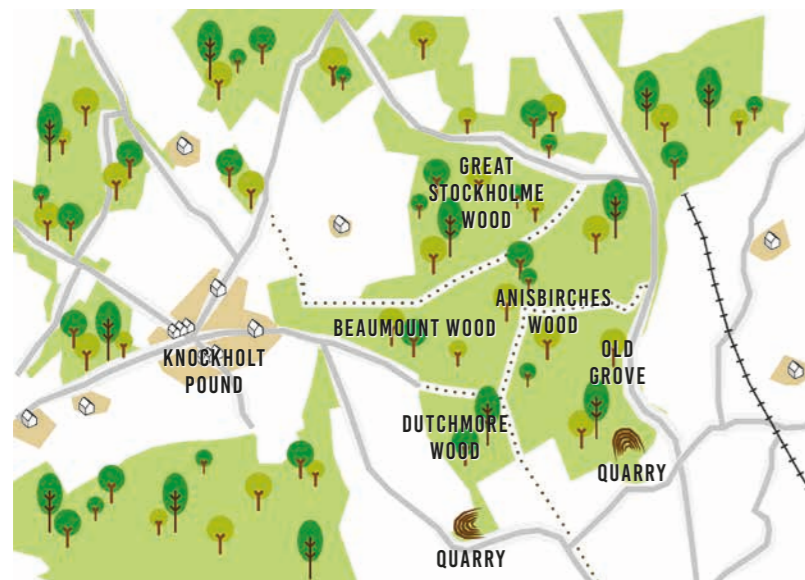 GREAT
STOCKHOLME
WOOD
ANISBIRCHES
WOOD
BEAUMOUNT WOOD
OLD
GROVE
KNOCKHOLT
POUND
DUTCHMORE
WOOD
QUARRY
QUARRY